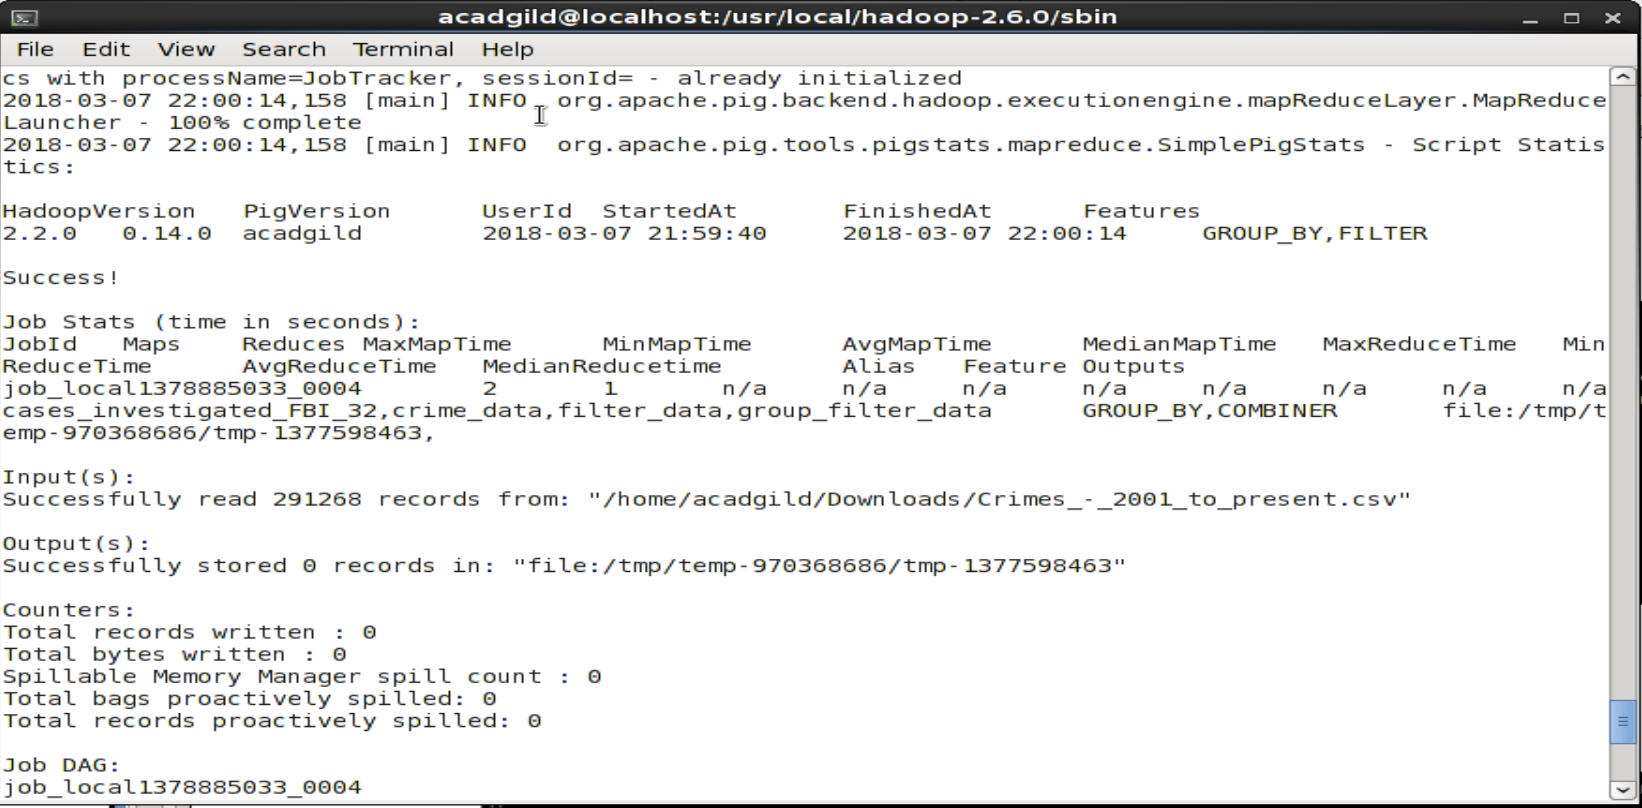 acadgild@localhost:/usr/local/hadoop-2.6.0/sbin
File Edit View Search Terminal Help
cs with processName=JobTracker, sessionId= - already initialized
2018-03-07 22:00:14,158 [main] INFO  org.apache.pig.backend.hadoop.executionengine.mapReduceLayer.MapReduce
Launcher - 100% complete
2018-03-07 22:00:14,158 [main] INFO  org.apache.pig.tools.pigstats.mapreduce.SimplePigStats - Script Statis
tics:
HadoopVersion   PigVersion      UserId  StartedAt       FinishedAt      Features
2.2.0   0.14.0  acadgild        2018-03-07 21:59:40     2018-03-07 22:00:14     GROUP_BY,FILTER
Success!
Job Stats (time in seconds):
JobId   Maps    Reduces MaxMapTime      MinMapTime      AvgMapTime      MedianMapTime   MaxReduceTime   Min
ReduceTime      AvgReduceTime   MedianReducetime        Alias   Feature Outputs
job_local1378885033_0004        2       1       n/a     n/a     n/a     n/a     n/a     n/a     n/a     n/a
cases_investigated_FBI_32,crime_data,filter_data,group_filter_data      GROUP_BY,COMBINER       file:/tmp/t
emp-970368686/tmp-1377598463,
Input(s):
Successfully read 291268 records from: "/home/acadgild/Downloads/Crimes_-_2001_to_present.csv"
Output(s):
Successfully stored 0 records in: "file:/tmp/temp-970368686/tmp-1377598463"
Counters:
Total records written : 0
Total bytes written : 0
Spillable Memory Manager spill count : 0
Total bags proactively spilled: 0
Total records proactively spilled: 0
Job DAG:
job_local1378885033_0004